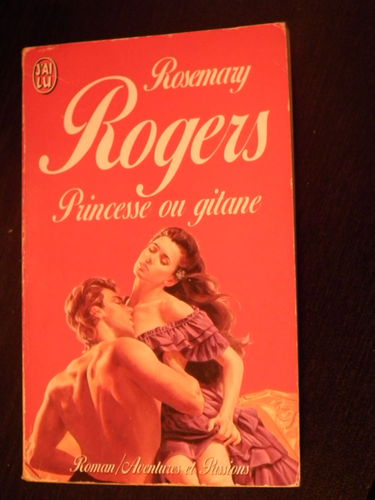 J'AI
LU
Rosemary
Rogers
Princesse ou gitane
Roman/Aventures et Passions